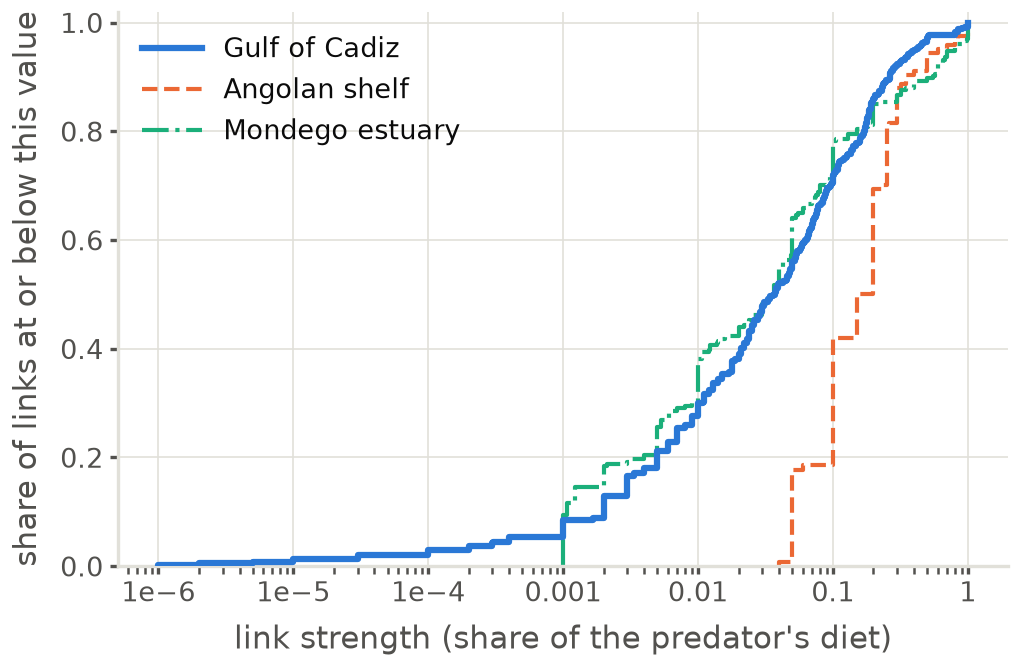 share of links at or below this value
1.0
0.8
0.6
0.4
0.2
0.0
Gulf of Cadiz
Angolan shelf
Mondego estuary
1e−6 1e−5 1e−4 0.001 0.01 0.1 1
link strength (share of the predator's diet)